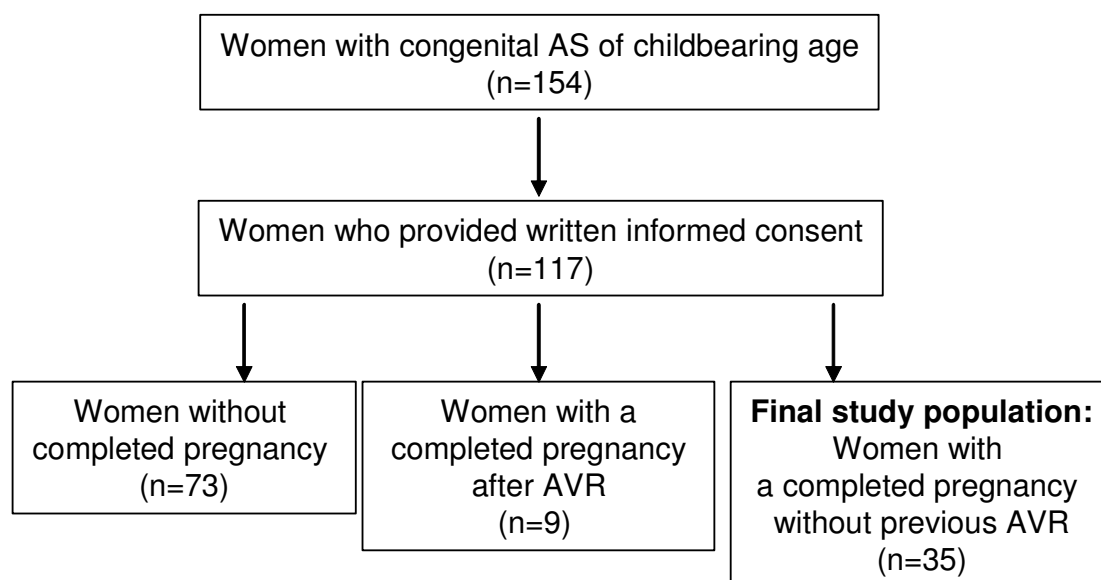 Women with congenital AS of childbearing age
(n=154)
Women who provided written informed consent
(n=117)
Women without
completed pregnancy
(n=73)
Women with a
completed pregnancy
after AVR
(n=9)
Final study population:
Women with
a completed pregnancy
without previous AVR
(n=35)